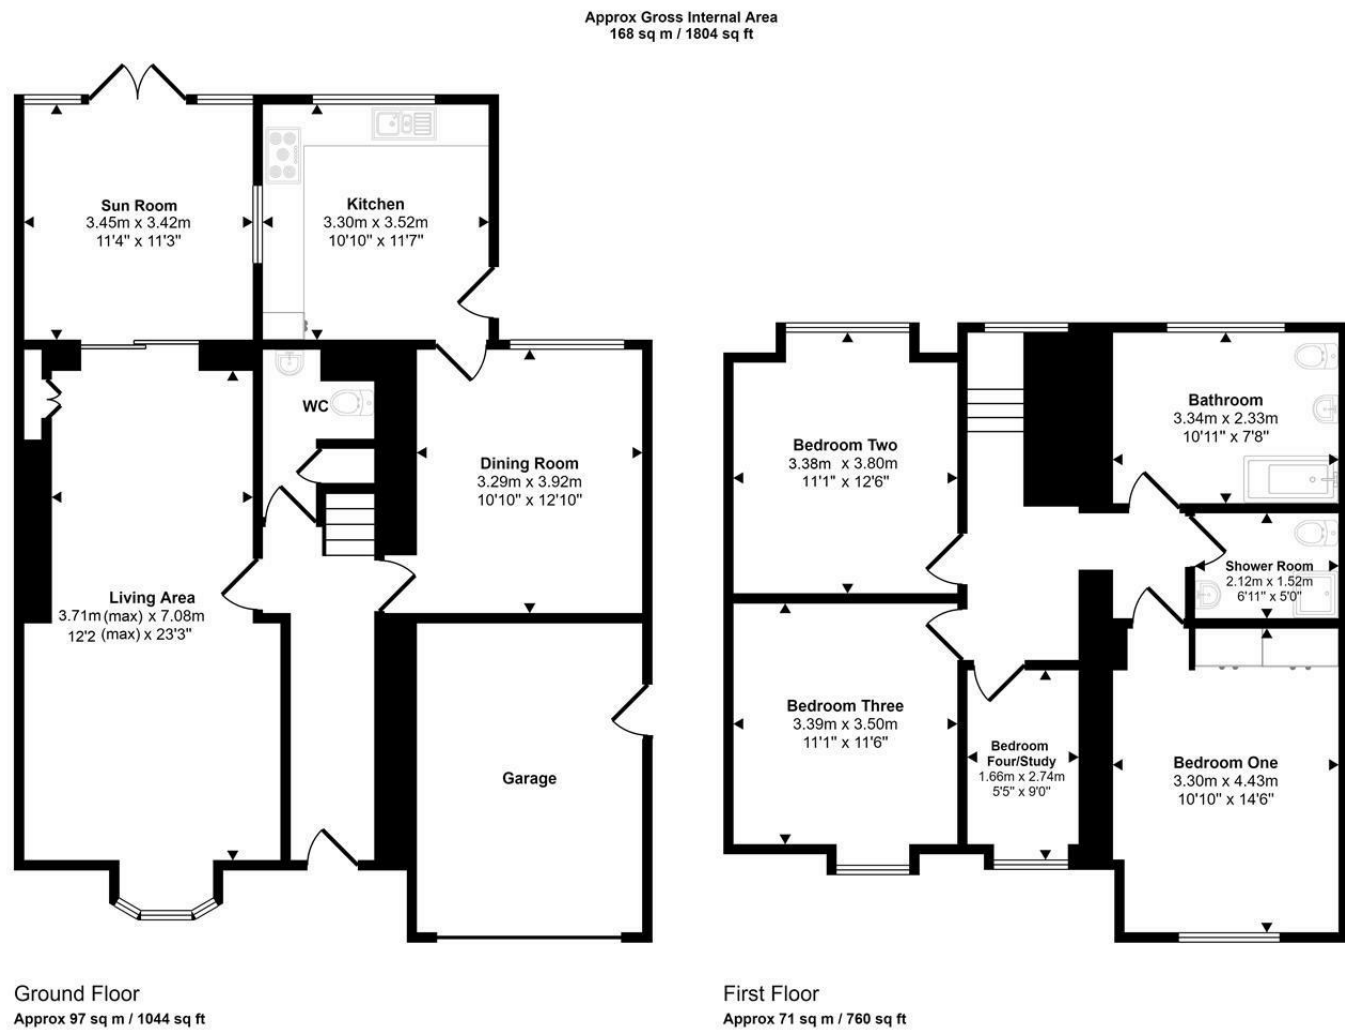 Approx Gross Internal Area
168 sq m / 1804 sq ft
Sun Room
3.45m x 3.42m
11'4" x 11'3"
Kitchen
3.30m x 3.52m
10'10" x 11'7"
WC
Dining Room
3.29m x 3.92m
10'10" x 12'10"
Living Area
3.71m (max) x 7.08m
12'2 (max) x 23'3"
Garage
Ground Floor
Approx 97 sq m / 1044 sq ft
Bedroom Two
3.38m x 3.80m
11'1" x 12'6"
Bathroom
3.34m x 2.33m
10'11" x 7'8"
Shower Room
2.12m x 1.52m
6'11" x 5'0"
Bedroom Three
3.39m x 3.50m
11'1" x 11'6"
Bedroom
Four/Study
1.66m x 2.74m
5'5" x 9'0"
Bedroom One
3.30m x 4.43m
10'10" x 14'6"
First Floor
Approx 71 sq m / 760 sq ft